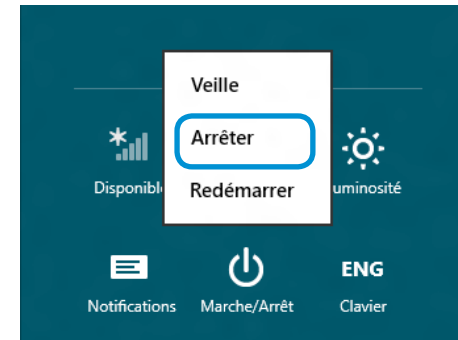 Veille
Arrêter
Redémarrer
Disponibl
uminosité
ENG
Notifications
Marche/Arrêt
Clavier